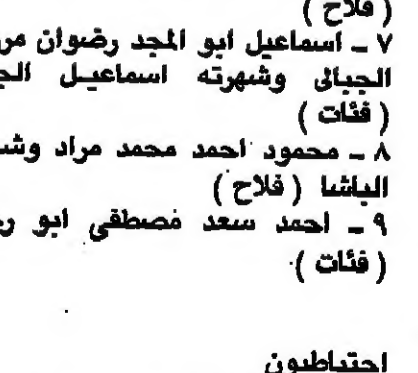 ( فلاح )
٧ ـ اسماعيل ابو المجد رضوان
الجبالى وشهرته اسماعيل
( فئات )
٨ ـ محمود احمد محمد مراد
الباشا ( فلاح )
٩ ـ احمد سعد مصطفى ابو
( فئات )
احتياطيون